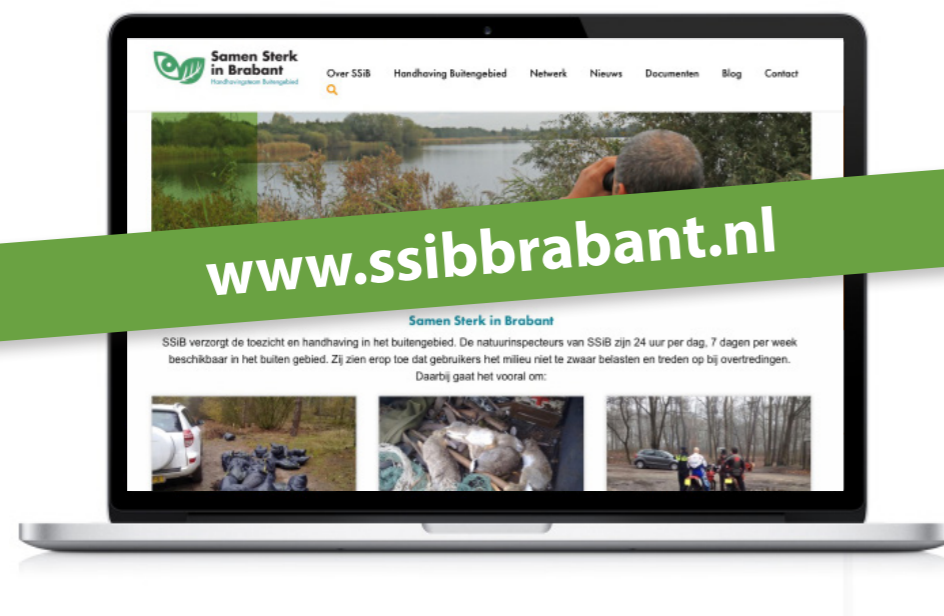 Samen Sterk
in Brabant
Handhavingsteam Buitengebied
Over SSiB Handhaving Buitengebied Netwerk Nieuws Documenten Blog Contact
www.ssibbrabant.nl
Samen Sterk in Brabant
SSiB verzorgt de toezicht en handhaving in het buitengebied. De natuurinspecteurs van SSiB zijn 24 uur per dag, 7 dagen per week
beschikbaar in het buiten gebied. Zij zien erop toe dat gebruikers het milieu niet te zwaar belasten en treden op bij overtredingen.
Daarbij gaat het vooral om: